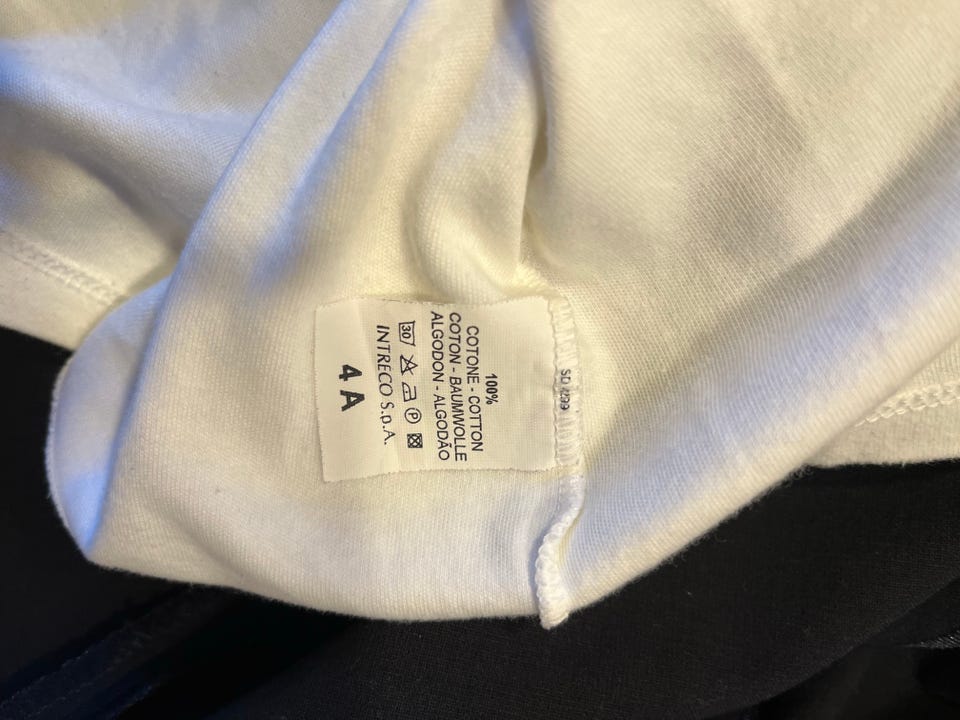 100%
COTONE - COTTON
COTON - BAUMWOLLE
ALGODON - ALGODÃO
30 P
INTRECO S.p.A.
4 A